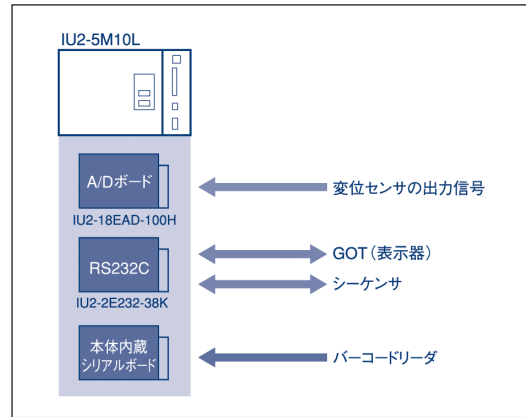 IU2-5M10L
A/Dボード
変位センサの出力信号
IU2-18EAD-100H
RS232C
GOT(表示器)
シーケンサ
IU2-2E232-38K
本体内蔵
シリアルボード
バーコードリーダ